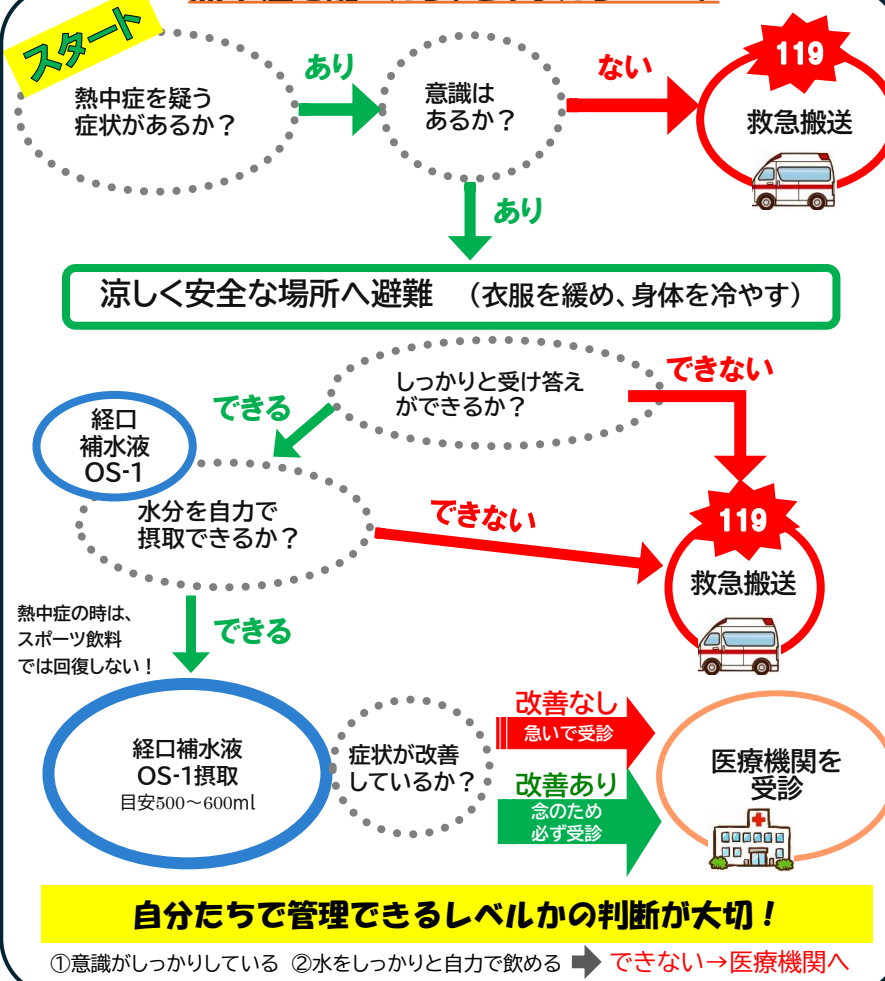 スタート
熱中症を疑う
症状があるか？
あり
意識は
あるか？
ない
119
救急搬送
あり
涼しく安全な場所へ避難 （衣服を緩め、身体を冷やす）
しっかりと受け答え
ができるか？
できない
できる
経口
補水液
OS-1
水分を自力で
摂取できるか？
できない
119
救急搬送
熱中症の時は、
スポーツ飲料
では回復しない！
できる
経口補水液
OS-1摂取
目安500～600ml
症状が改善
しているか？
改善なし
急いで受診
改善あり
念のため
必ず受診
医療機関を
受診
自分たちで管理できるレベルかの判断が大切！
①意識がしっかりしている ②水をしっかりと自力で飲める できない→医療機関へ